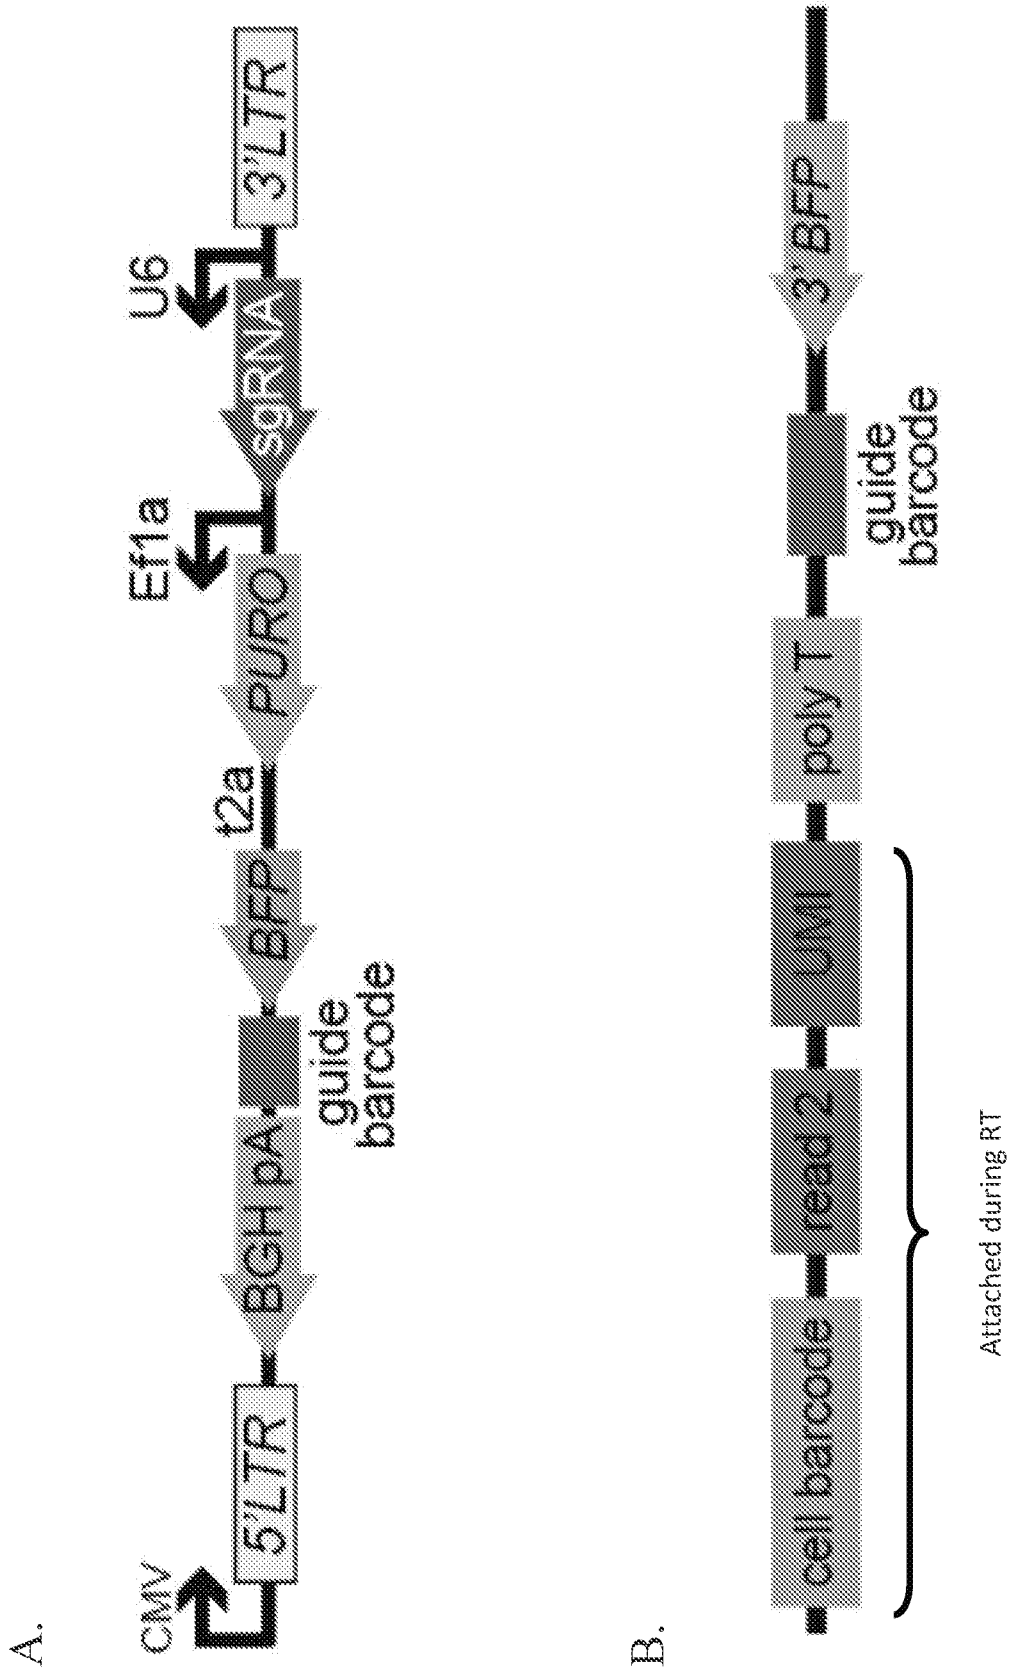 A.
CMV
5'LTR
BGH pA
guide
barcode
BFP
t2a
PURO
Ef1a
sgRNA
U6
3'LTR
B.
cell barcode
read 2
UMI
poly T
guide
barcode
3' BFP
Attached during RT